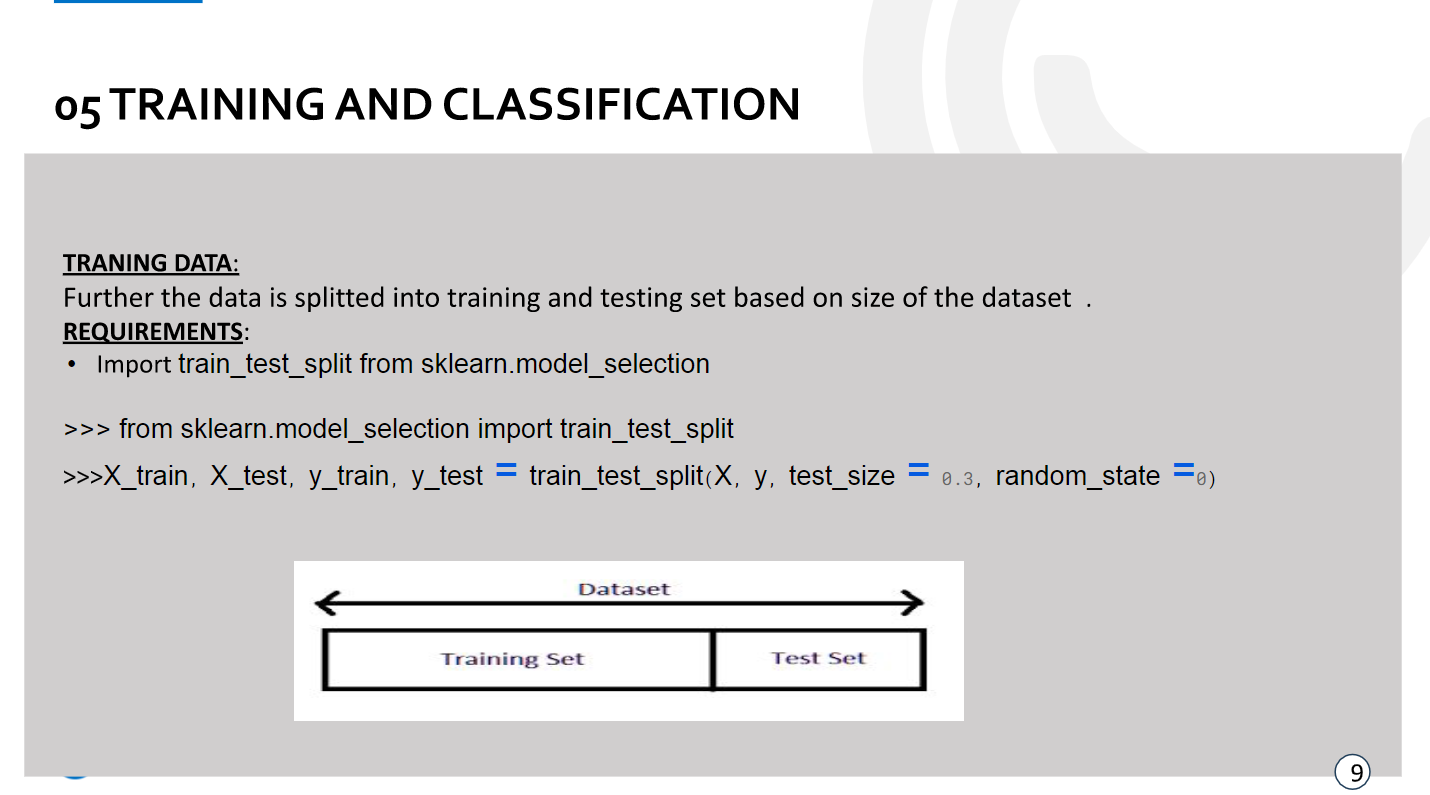 05 TRAINING AND CLASSIFICATION
TRANING DATA:
Further the data is splitted into training and testing set based on size of the dataset .
REQUIREMENTS:
• Import train_test_split from sklearn.model_selection
>>> from sklearn.model_selection import train_test_split
>>>X_train, X_test, y_train, y_test = train_test_split(X, y, test_size = 0.3, random_state =0)
Dataset
Training Set Test Set
9